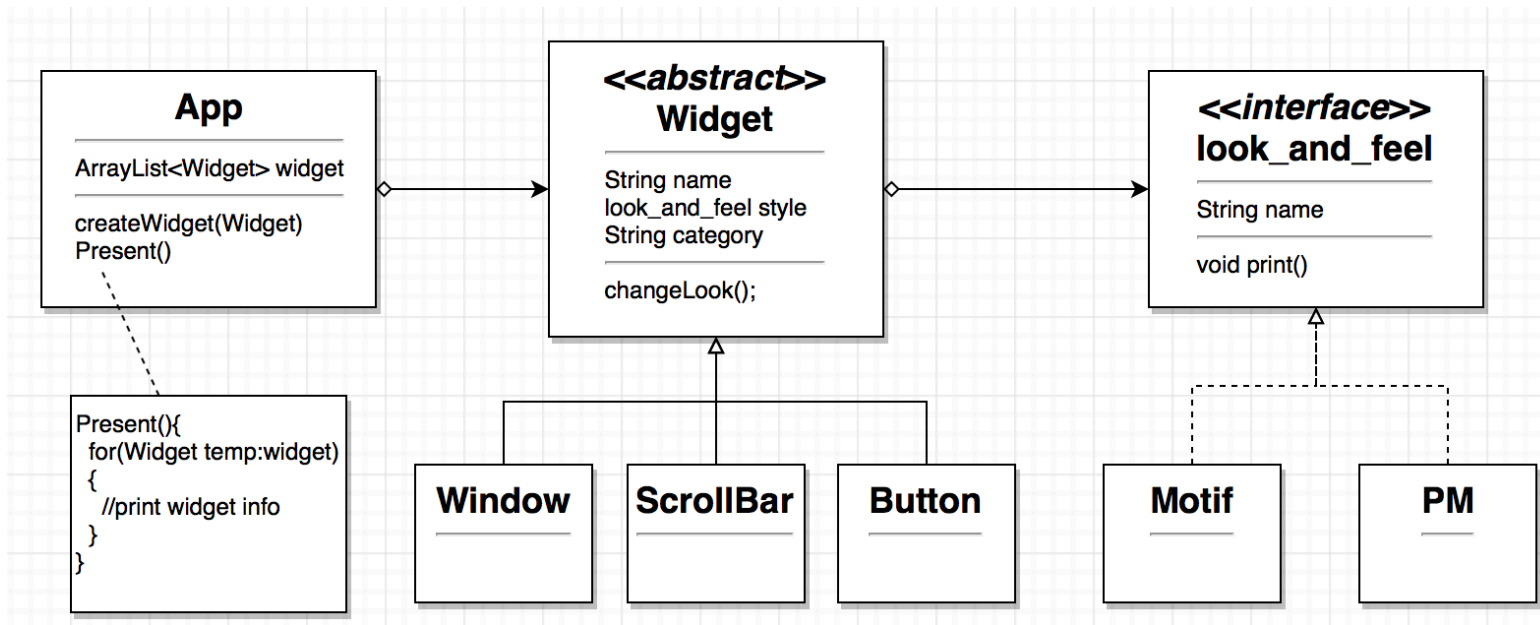 App
ArrayList<Widget> widget
createWidget(Widget)
Present()
<<abstract>>
Widget
String name
look_and_feel style
String category
changeLook();
<<interface>>
look_and_feel
String name
void print()
Present(){
for(Widget temp:widget)
{
//print widget info
}
}
Window
ScrollBar
Button
Motif
PM